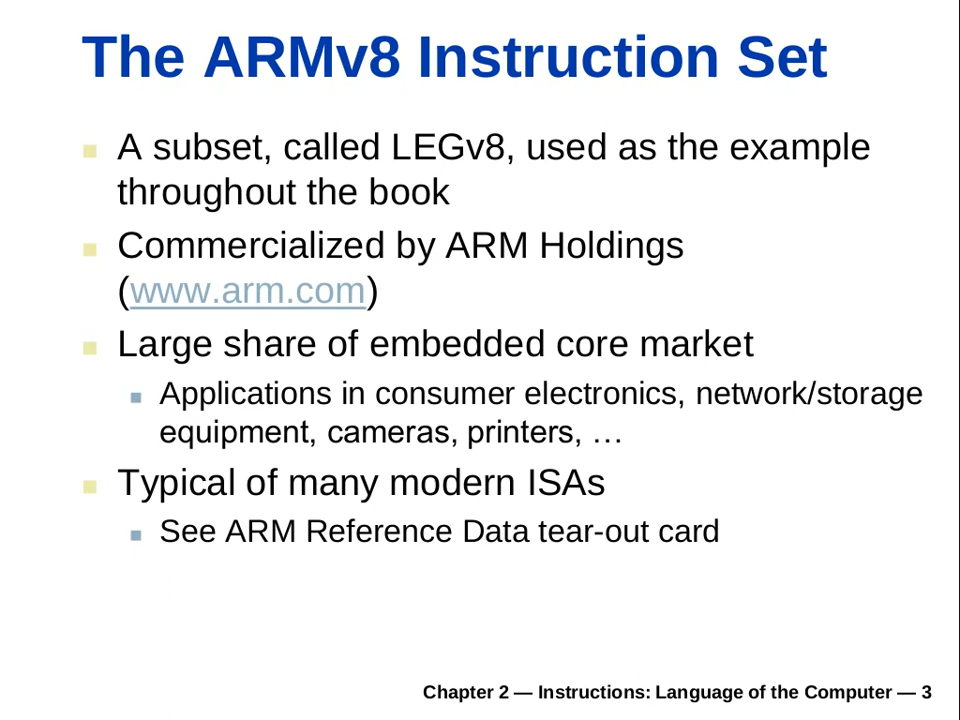 The ARMv8 Instruction Set
A subset, called LEGv8, used as the example
throughout the book
Commercialized by ARM Holdings
(www.arm.com)
Large share of embedded core market
Applications in consumer electronics, network/storage
equipment, cameras, printers, …
Typical of many modern ISAs
See ARM Reference Data tear-out card
Chapter 2 — Instructions: Language of the Computer — 3